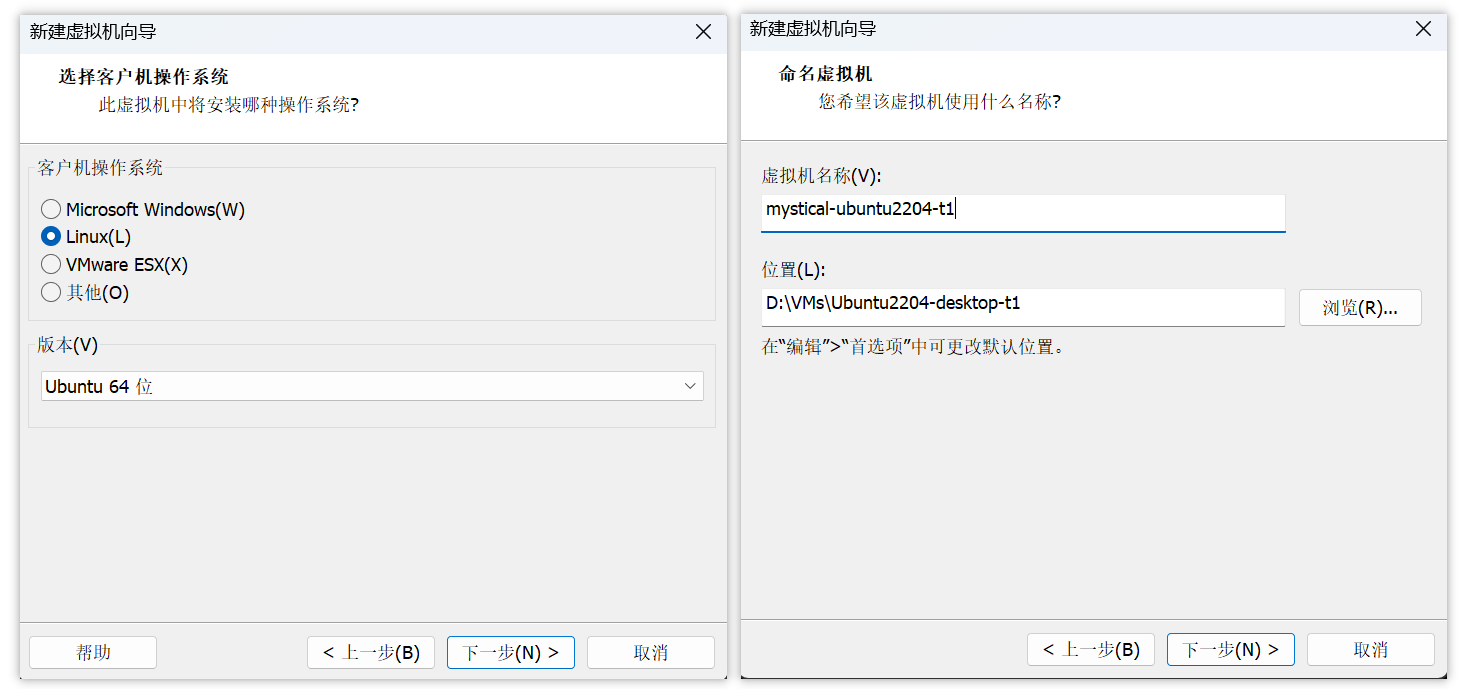 新建虚拟机向导
选择客户机操作系统
此虚拟机中将安装哪种操作系统?
客户机操作系统
Microsoft Windows(W)
Linux(L)
VMware ESX(X)
其他(O)
版本(V)
Ubuntu 64 位
帮助
< 上一步(B)
下一步(N) >
取消
新建虚拟机向导
命名虚拟机
您希望该虚拟机使用什么名称?
虚拟机名称(V):
mystical-ubuntu2204-t1
位置(L):
D:\VMs\Ubuntu2204-desktop-t1
浏览(R)...
在“编辑”>“首选项”中可更改默认位置。
< 上一步(B)
下一步(N) >
取消